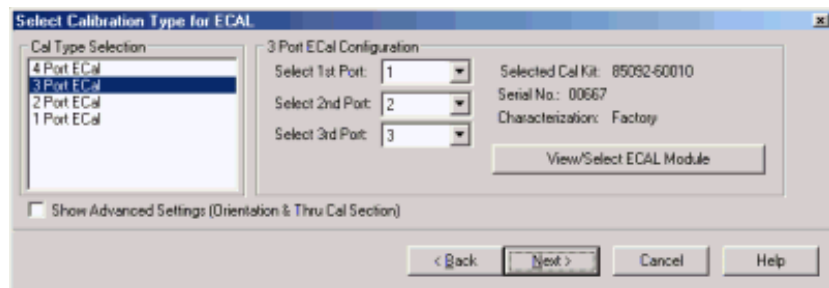 Select Calibration Type for ECAL
Cal Type Selection
4 Port ECal
3 Port ECal
2 Port ECal
1 Port ECal
3 Port ECal Configuration
Select 1st Port: 1
Select 2nd Port: 2
Select 3rd Port: 3
Selected Cal Kit: 85092-60010
Serial No.: 00667
Characterization: Factory
View/Select ECAL Module
Show Advanced Settings (Orientation & Thru Cal Section)
< Back
Next >
Cancel
Help